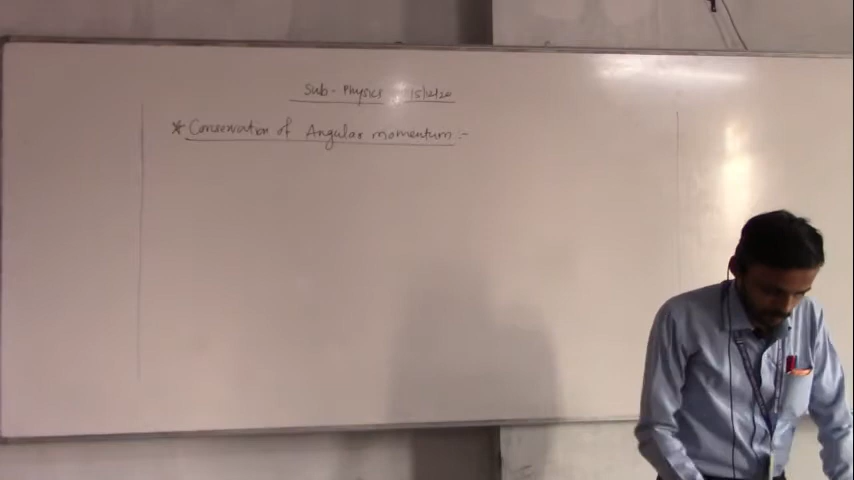 Sub - Physics 15/12/20
* Conservation of Angular momentum :-